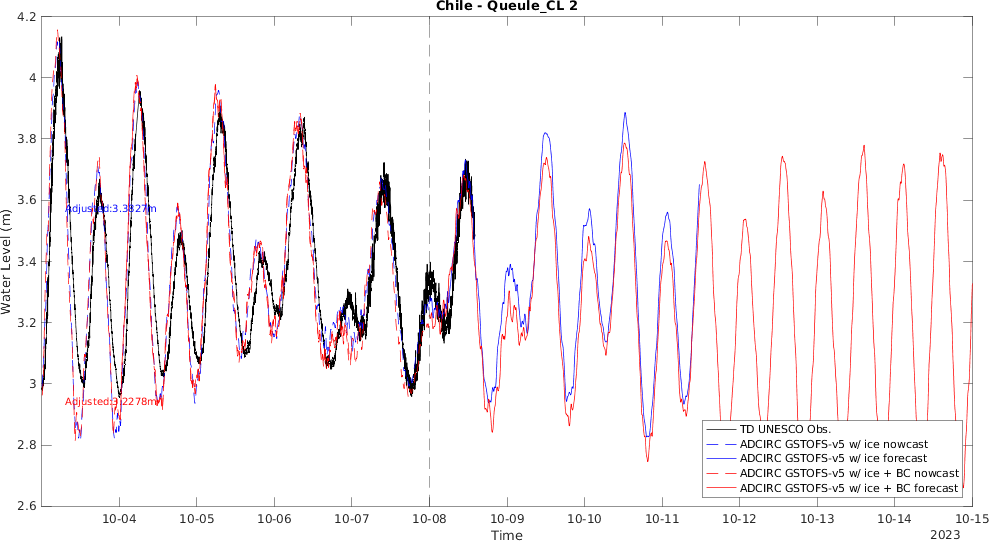 Chile - Queule_CL 2
4.2
4
3.8
3.6
3.4
3.2
3
2.8
2.6
Water Level (m)
Adjusted:3.3327m
Adjusted:3.2278m
TD UNESCO Obs.
ADCIRC GSTOFS-v5 w/ ice nowcast
ADCIRC GSTOFS-v5 w/ ice forecast
ADCIRC GSTOFS-v5 w/ ice + BC nowcast
ADCIRC GSTOFS-v5 w/ ice + BC forecast
10-04 10-05 10-06 10-07 10-08 10-09 10-10 10-11 10-12 10-13 10-14 10-15
Time
2023